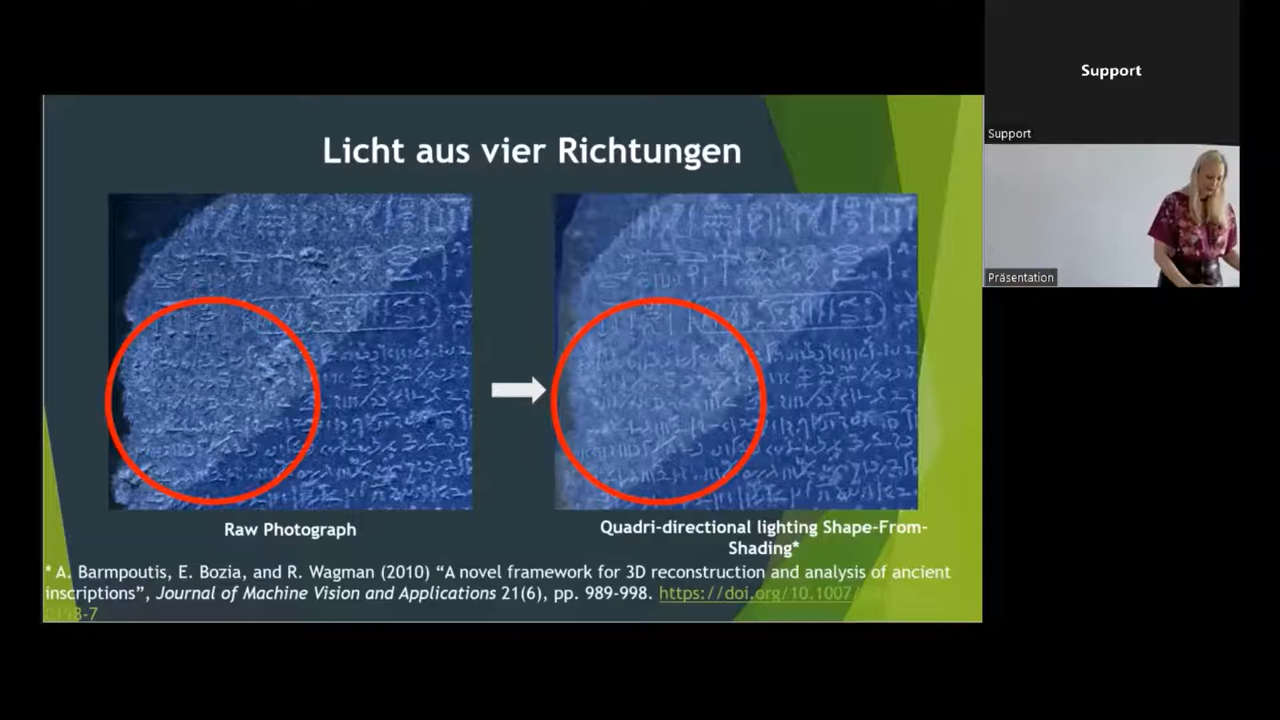 Licht aus vier Richtungen
Raw Photograph
Quadri-directional lighting Shape-From-
Shading*
* A. Barmpoutis, E. Bozia, and R. Wagman (2010) “A novel framework for 3D reconstruction and analysis of ancient
inscriptions”, Journal of Machine Vision and Applications 21(6), pp. 989-998. https://doi.org/10.1007/
0198-7
Support
Support
Präsentation